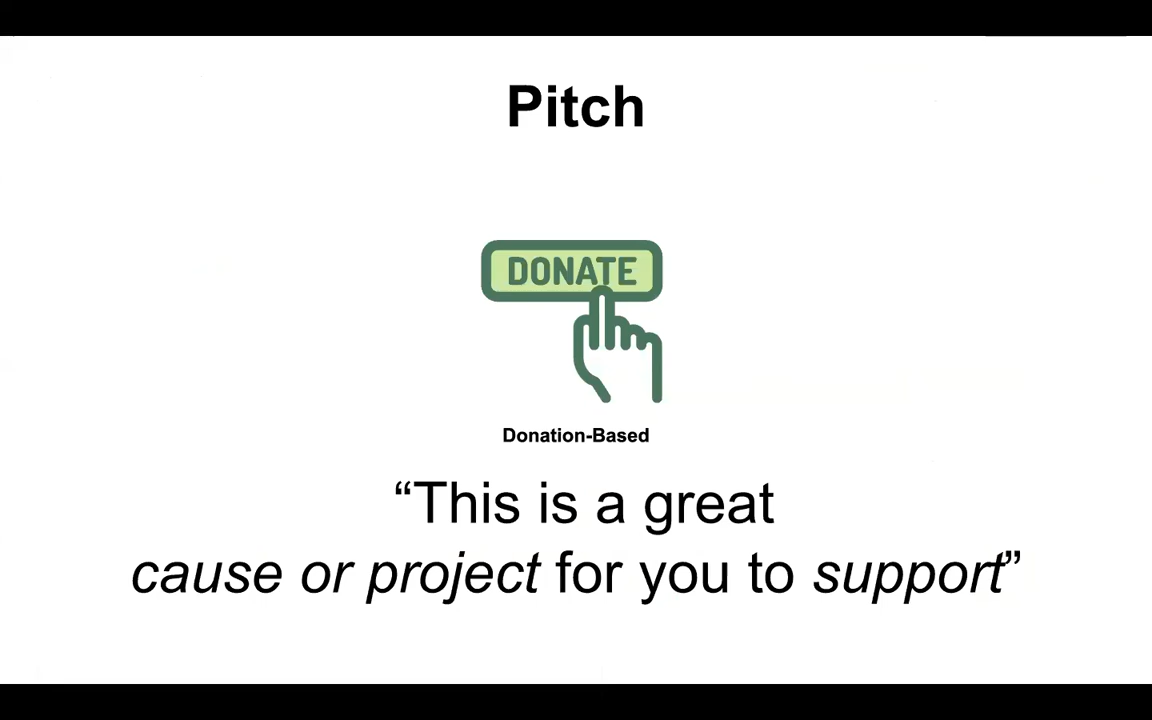 Pitch
DONATE
Donation-Based
“This is a great
cause or project for you to support”